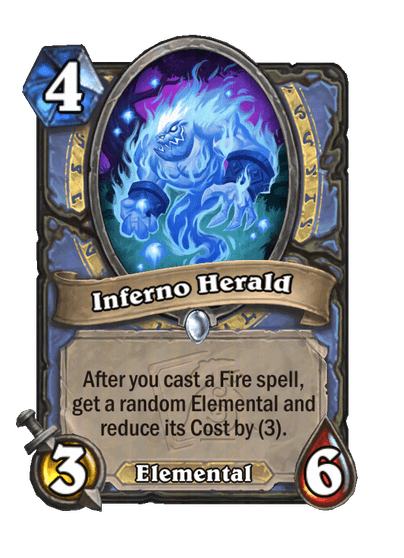 4
Inferno Herald
After you cast a Fire spell,
get a random Elemental and
reduce its Cost by (3).
3
Elemental
6